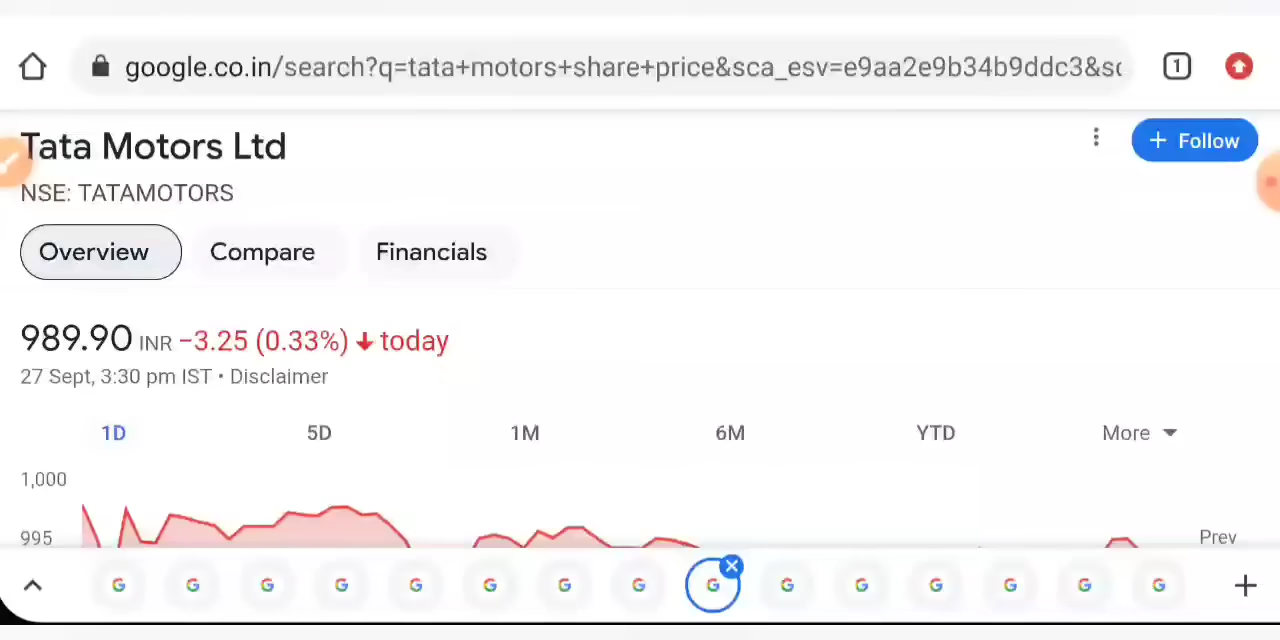 google.co.in/search?q=tata+motors+share+price&sca_esv=e9aa2e9b34b9ddc3&sc
1
Tata Motors Ltd
+ Follow
NSE: TATAMOTORS
Overview Compare Financials
989.90 INR −3.25 (0.33%) ↓ today
27 Sept, 3:30 pm IST • Disclaimer
1D 5D 1M 6M YTD More
1,000
995
Prev